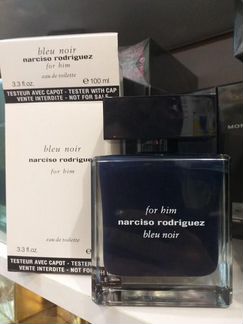 bleu noir
narciso rodriguez
for him
eau de toilette
3.3 fl.oz.
℮ 100 ml
TESTEUR AVEC CAPOT - TESTER WITH CAP
VENTE INTERDITE - NOT FOR SALE
bleu noir
narciso rodriguez
for him
eau de toilette
3.3 fl.oz.
TESTEUR AVEC CAPOT
VENTE INTERDITE - NOT FOR
for him
narciso rodriguez
bleu noir
MON